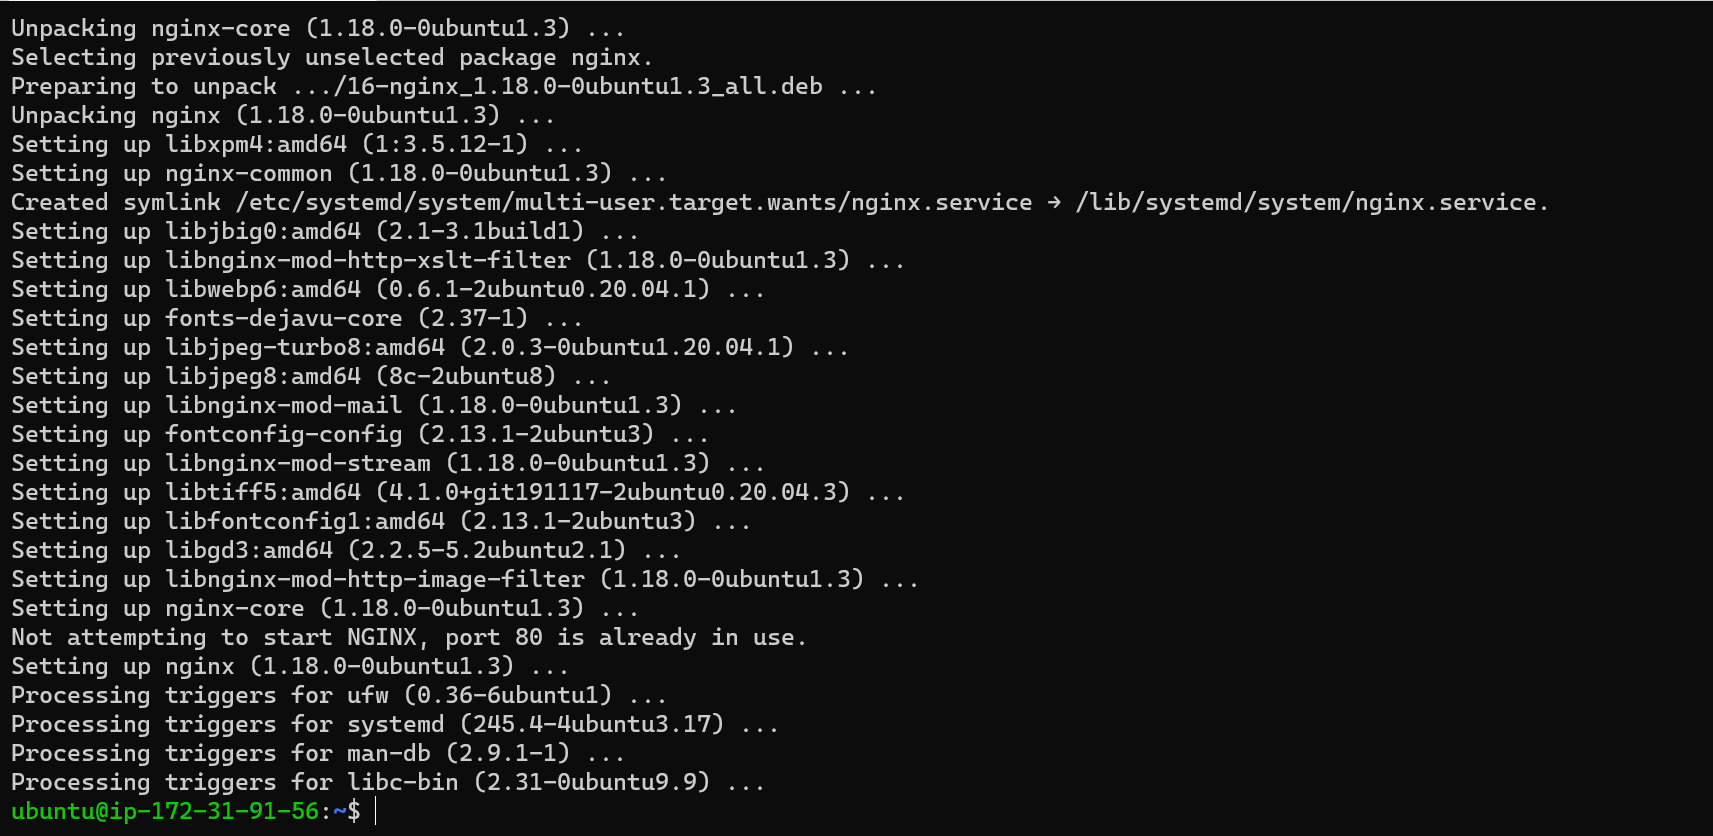 Unpacking nginx-core (1.18.0-0ubuntu1.3) ...
Selecting previously unselected package nginx.
Preparing to unpack .../16-nginx_1.18.0-0ubuntu1.3_all.deb ...
Unpacking nginx (1.18.0-0ubuntu1.3) ...
Setting up libxpm4:amd64 (1:3.5.12-1) ...
Setting up nginx-common (1.18.0-0ubuntu1.3) ...
Created symlink /etc/systemd/system/multi-user.target.wants/nginx.service → /lib/systemd/system/nginx.service.
Setting up libjbig0:amd64 (2.1-3.1build1) ...
Setting up libnginx-mod-http-xslt-filter (1.18.0-0ubuntu1.3) ...
Setting up libwebp6:amd64 (0.6.1-2ubuntu0.20.04.1) ...
Setting up fonts-dejavu-core (2.37-1) ...
Setting up libjpeg-turbo8:amd64 (2.0.3-0ubuntu1.20.04.1) ...
Setting up libjpeg8:amd64 (8c-2ubuntu8) ...
Setting up libnginx-mod-mail (1.18.0-0ubuntu1.3) ...
Setting up fontconfig-config (2.13.1-2ubuntu3) ...
Setting up libnginx-mod-stream (1.18.0-0ubuntu1.3) ...
Setting up libtiff5:amd64 (4.1.0+git191117-2ubuntu0.20.04.3) ...
Setting up libfontconfig1:amd64 (2.13.1-2ubuntu3) ...
Setting up libgd3:amd64 (2.2.5-5.2ubuntu2.1) ...
Setting up libnginx-mod-http-image-filter (1.18.0-0ubuntu1.3) ...
Setting up nginx-core (1.18.0-0ubuntu1.3) ...
Not attempting to start NGINX, port 80 is already in use.
Setting up nginx (1.18.0-0ubuntu1.3) ...
Processing triggers for ufw (0.36-6ubuntu1) ...
Processing triggers for systemd (245.4-4ubuntu3.17) ...
Processing triggers for man-db (2.9.1-1) ...
Processing triggers for libc-bin (2.31-0ubuntu9.9) ...
ubuntu@ip-172-31-91-56:~$